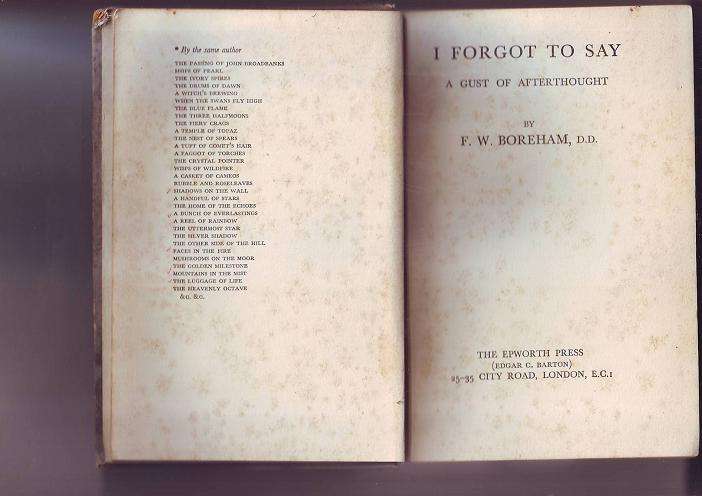 * By the same author
THE PASSING OF JOHN BROADBANKS
SHIPS OF PEARL
THE IVORY SPIRES
THE DRUMS OF DAWN
A WITCH'S BREWING
WHEN THE SWANS FLY HIGH
THE BLUE FLAME
THE THREE HALFMOONS
THE FIERY CRAGS
A TEMPLE OF TOPAZ
THE NEST OF SPEARS
A TUFT OF COMET'S HAIR
A FAGGOT OF TORCHES
THE CRYSTAL POINTER
WISPS OF WILDFIRE
A CASKET OF CAMEOS
RUBBLE AND ROSELEAVES
SHADOWS ON THE WALL
A HANDFUL OF STARS
THE HOME OF THE ECHOES
A BUNCH OF EVERLASTINGS
A REEL OF RAINBOW
THE UTTERMOST STAR
THE SILVER SHADOW
THE OTHER SIDE OF THE HILL
FACES IN THE FIRE
MUSHROOMS ON THE MOOR
THE GOLDEN MILESTONE
MOUNTAINS IN THE MIST
THE LUGGAGE OF LIFE
THE HEAVENLY OCTAVE
&c. &c.
I FORGOT TO SAY
A GUST OF AFTERTHOUGHT
BY
F. W. BOREHAM, D.D.
THE EPWORTH PRESS
(EDGAR C. BARTON)
25-35 CITY ROAD, LONDON, E.C.1